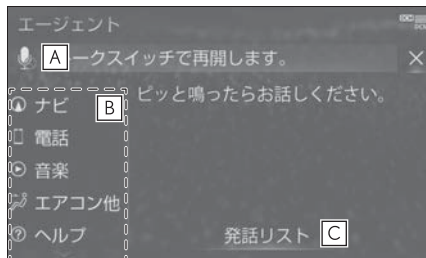 エージェント
A ークスイッチで再開します。
ピッと鳴ったらお話しください。
B
ナビ
電話
音楽
エアコン他
ヘルプ
発話リスト C